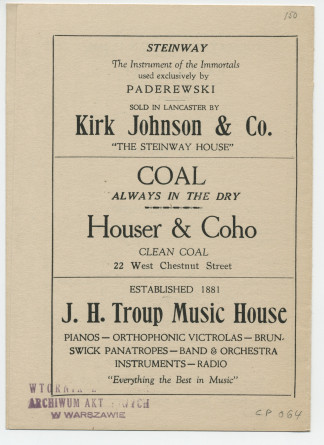 150
STEINWAY
The Instrument of the Immortals
used exclusively by
PADEREWSKI
SOLD IN LANCASTER BY
Kirk Johnson & Co.
"THE STEINWAY HOUSE"
COAL
ALWAYS IN THE DRY
Houser & Coho
CLEAN COAL
22 West Chestnut Street
ESTABLISHED 1881
J. H. Troup Music House
PIANOS — ORTHOPHONIC VICTROLAS — BRUN-
SWICK PANATROPES — BAND & ORCHESTRA
INSTRUMENTS — RADIO
"Everything the Best in Music"
ARCHIWUM AKT
W WARSZAWIE
CP 064